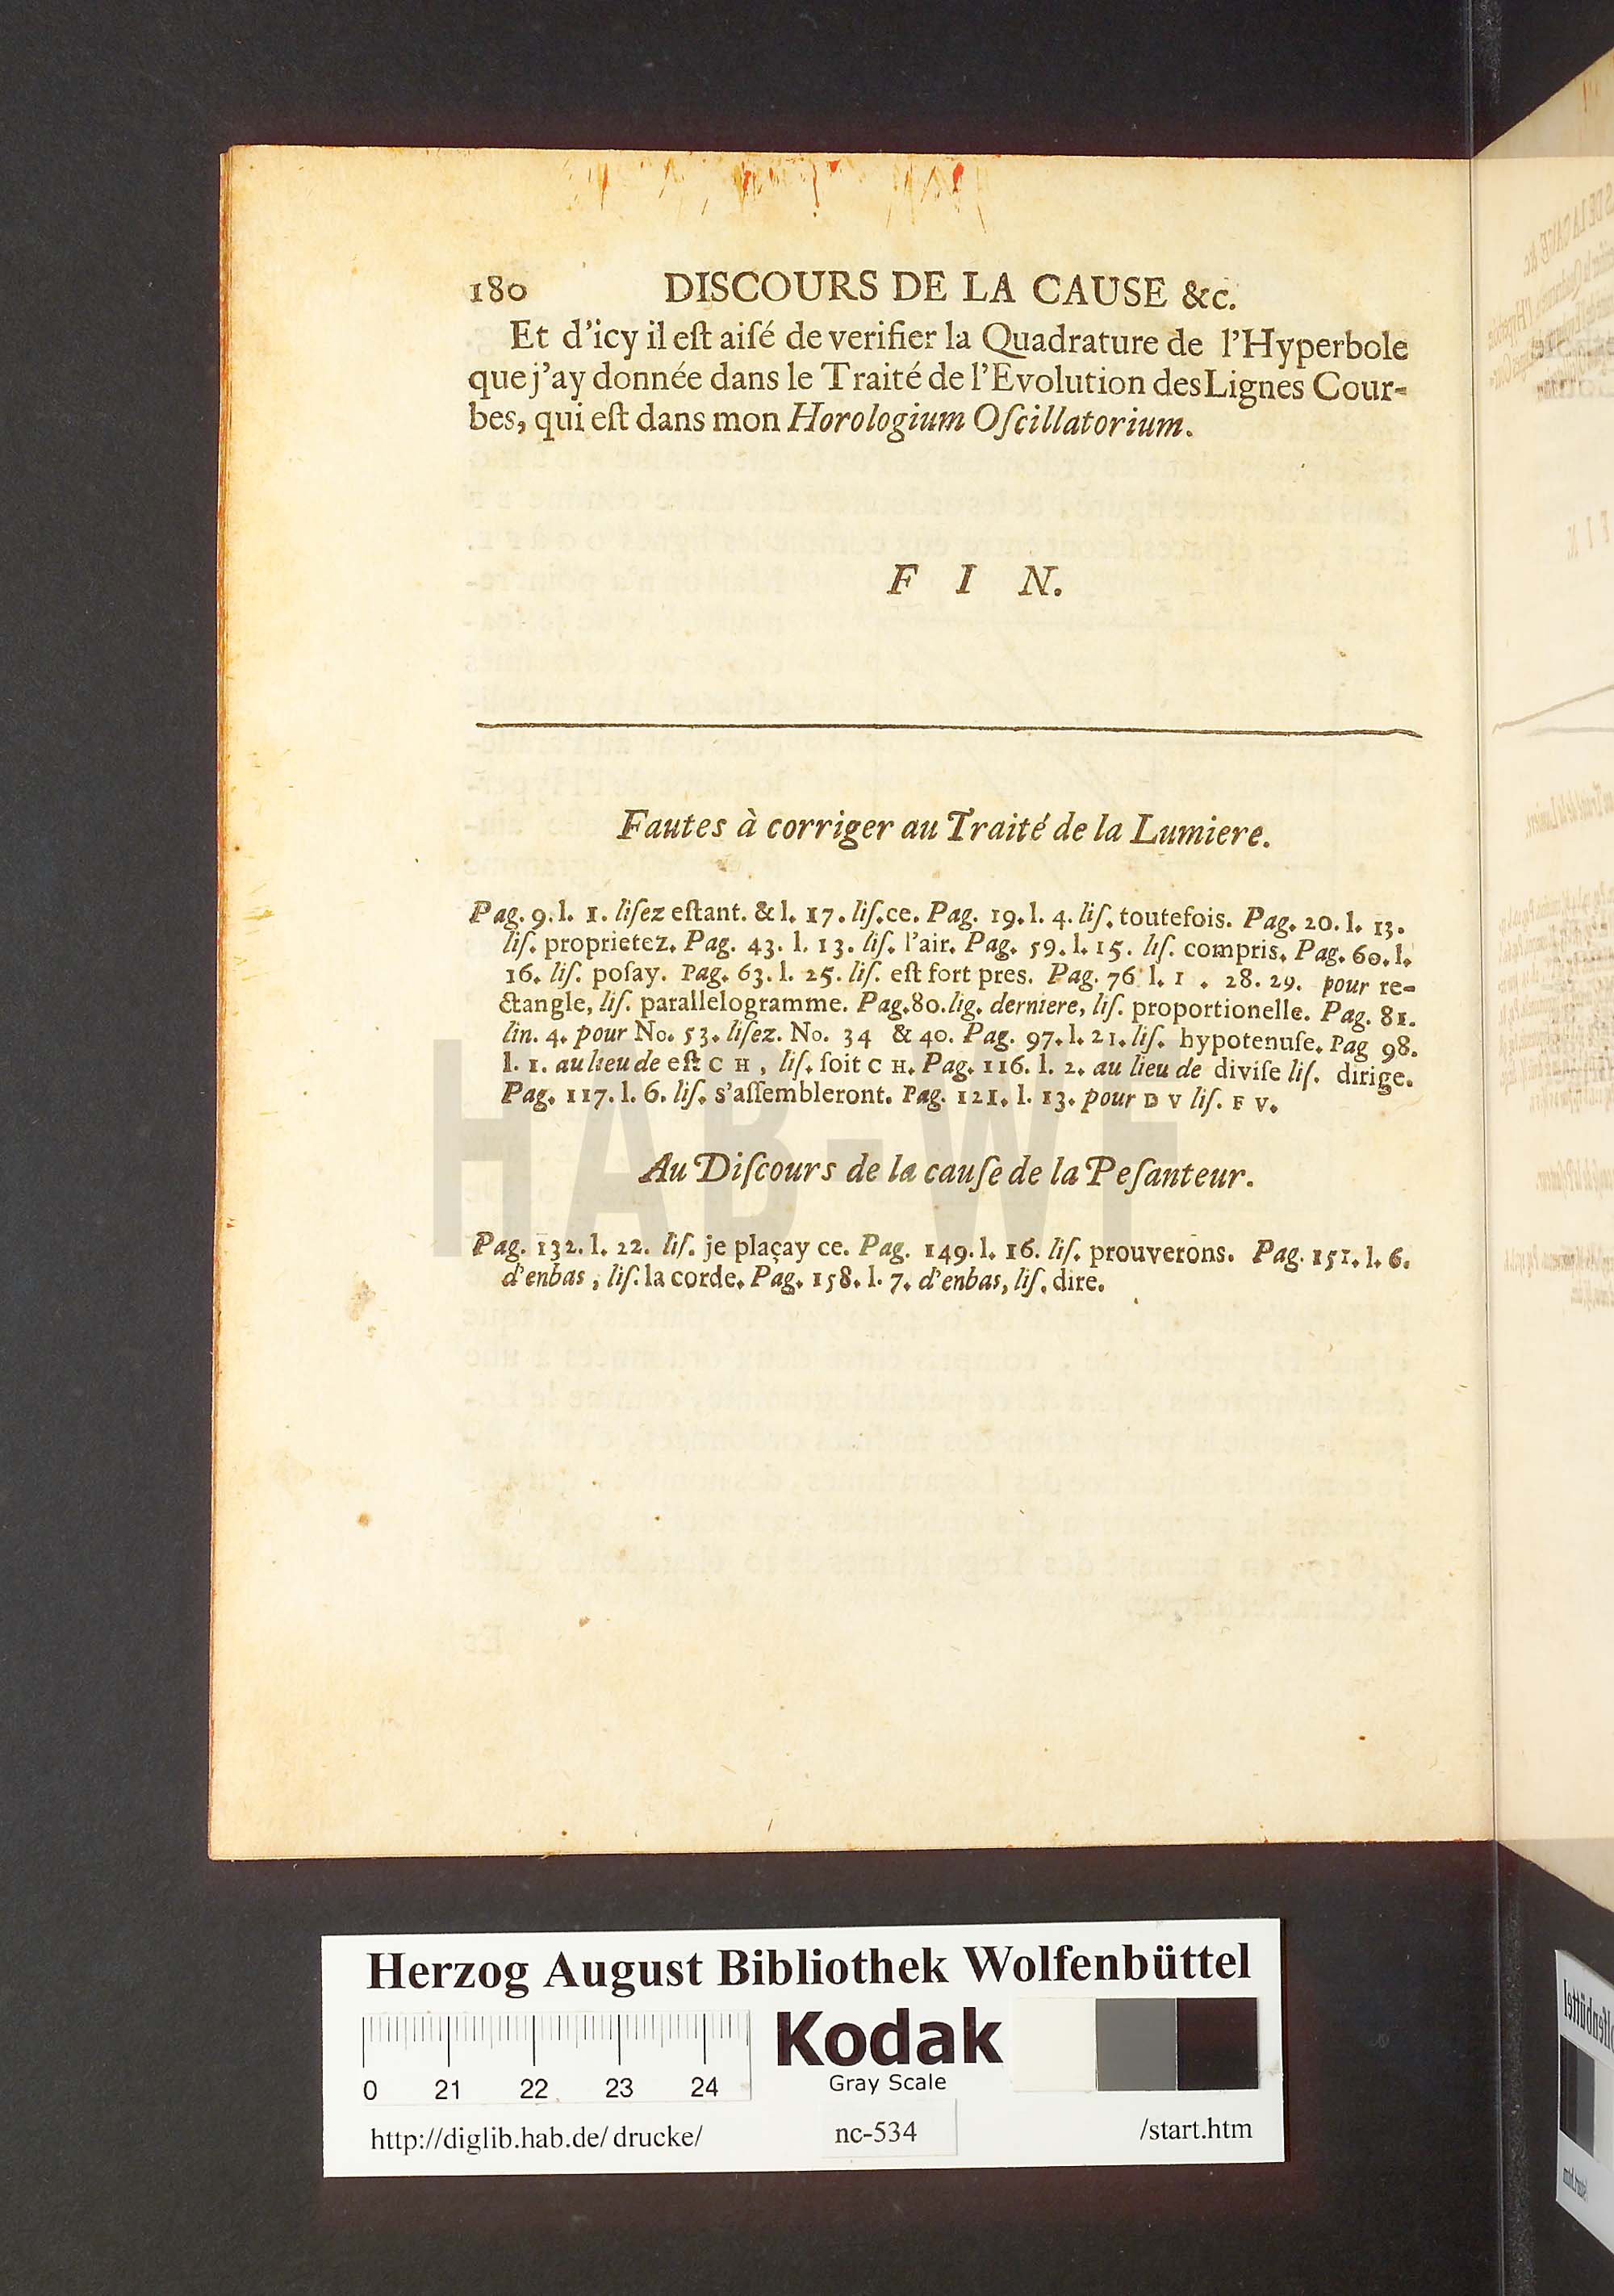 180 DISCOURS DE LA CAUSE &c.
Et d'icy il eſt aiſé de verifier la Quadrature de l'Hyperbole
que j'ay donnée dans le Traité de l'Evolution des Lignes Cour-
bes, qui eſt dans mon Horologium Oſcillatorium.
F I N.
Fautes à corriger au Traité de la Lumiere.
Pag. 9. l. 1. liſez eſtant. & l. 17. liſ. ce. Pag. 19. l. 4. liſ. toutefois. Pag. 20. l. 13.
liſ. proprietez. Pag. 43. l. 13. liſ. l'air. Pag. 59. l. 15. liſ. compris. Pag. 60. l.
16. liſ. poſay. Pag. 63. l. 25. liſ. eſt fort pres. Pag. 76 l. 1 . 28. 29. pour re-
ctangle, liſ. parallelogramme. Pag. 80. lig. derniere, liſ. proportionelle. Pag. 81.
lin. 4. pour No. 53. liſez. No. 34 & 40. Pag. 97. l. 21. liſ. hypotenuſe. Pag 98.
l. 1. au lieu de eſt C H, liſ. ſoit C H. Pag. 116. l. 2. au lieu de diviſe liſ. dirige.
Pag. 117. l. 6. liſ. s'aſſembleront. Pag. 121. l. 13. pour D V liſ. F V.
Au Diſcours de la cauſe de la Peſanteur.
Pag. 132. l. 22. liſ. je plaçay ce. Pag. 149. l. 16. liſ. prouverons. Pag. 151. l. 6.
d'enbas, liſ. la corde. Pag. 158. l. 7. d'enbas, liſ. dire.
HAB-WF
Herzog August Bibliothek Wolfenbüttel
Kodak
Gray Scale
0 21 22 23 24
http://diglib.hab.de/drucke/ nc-534 /start.htm